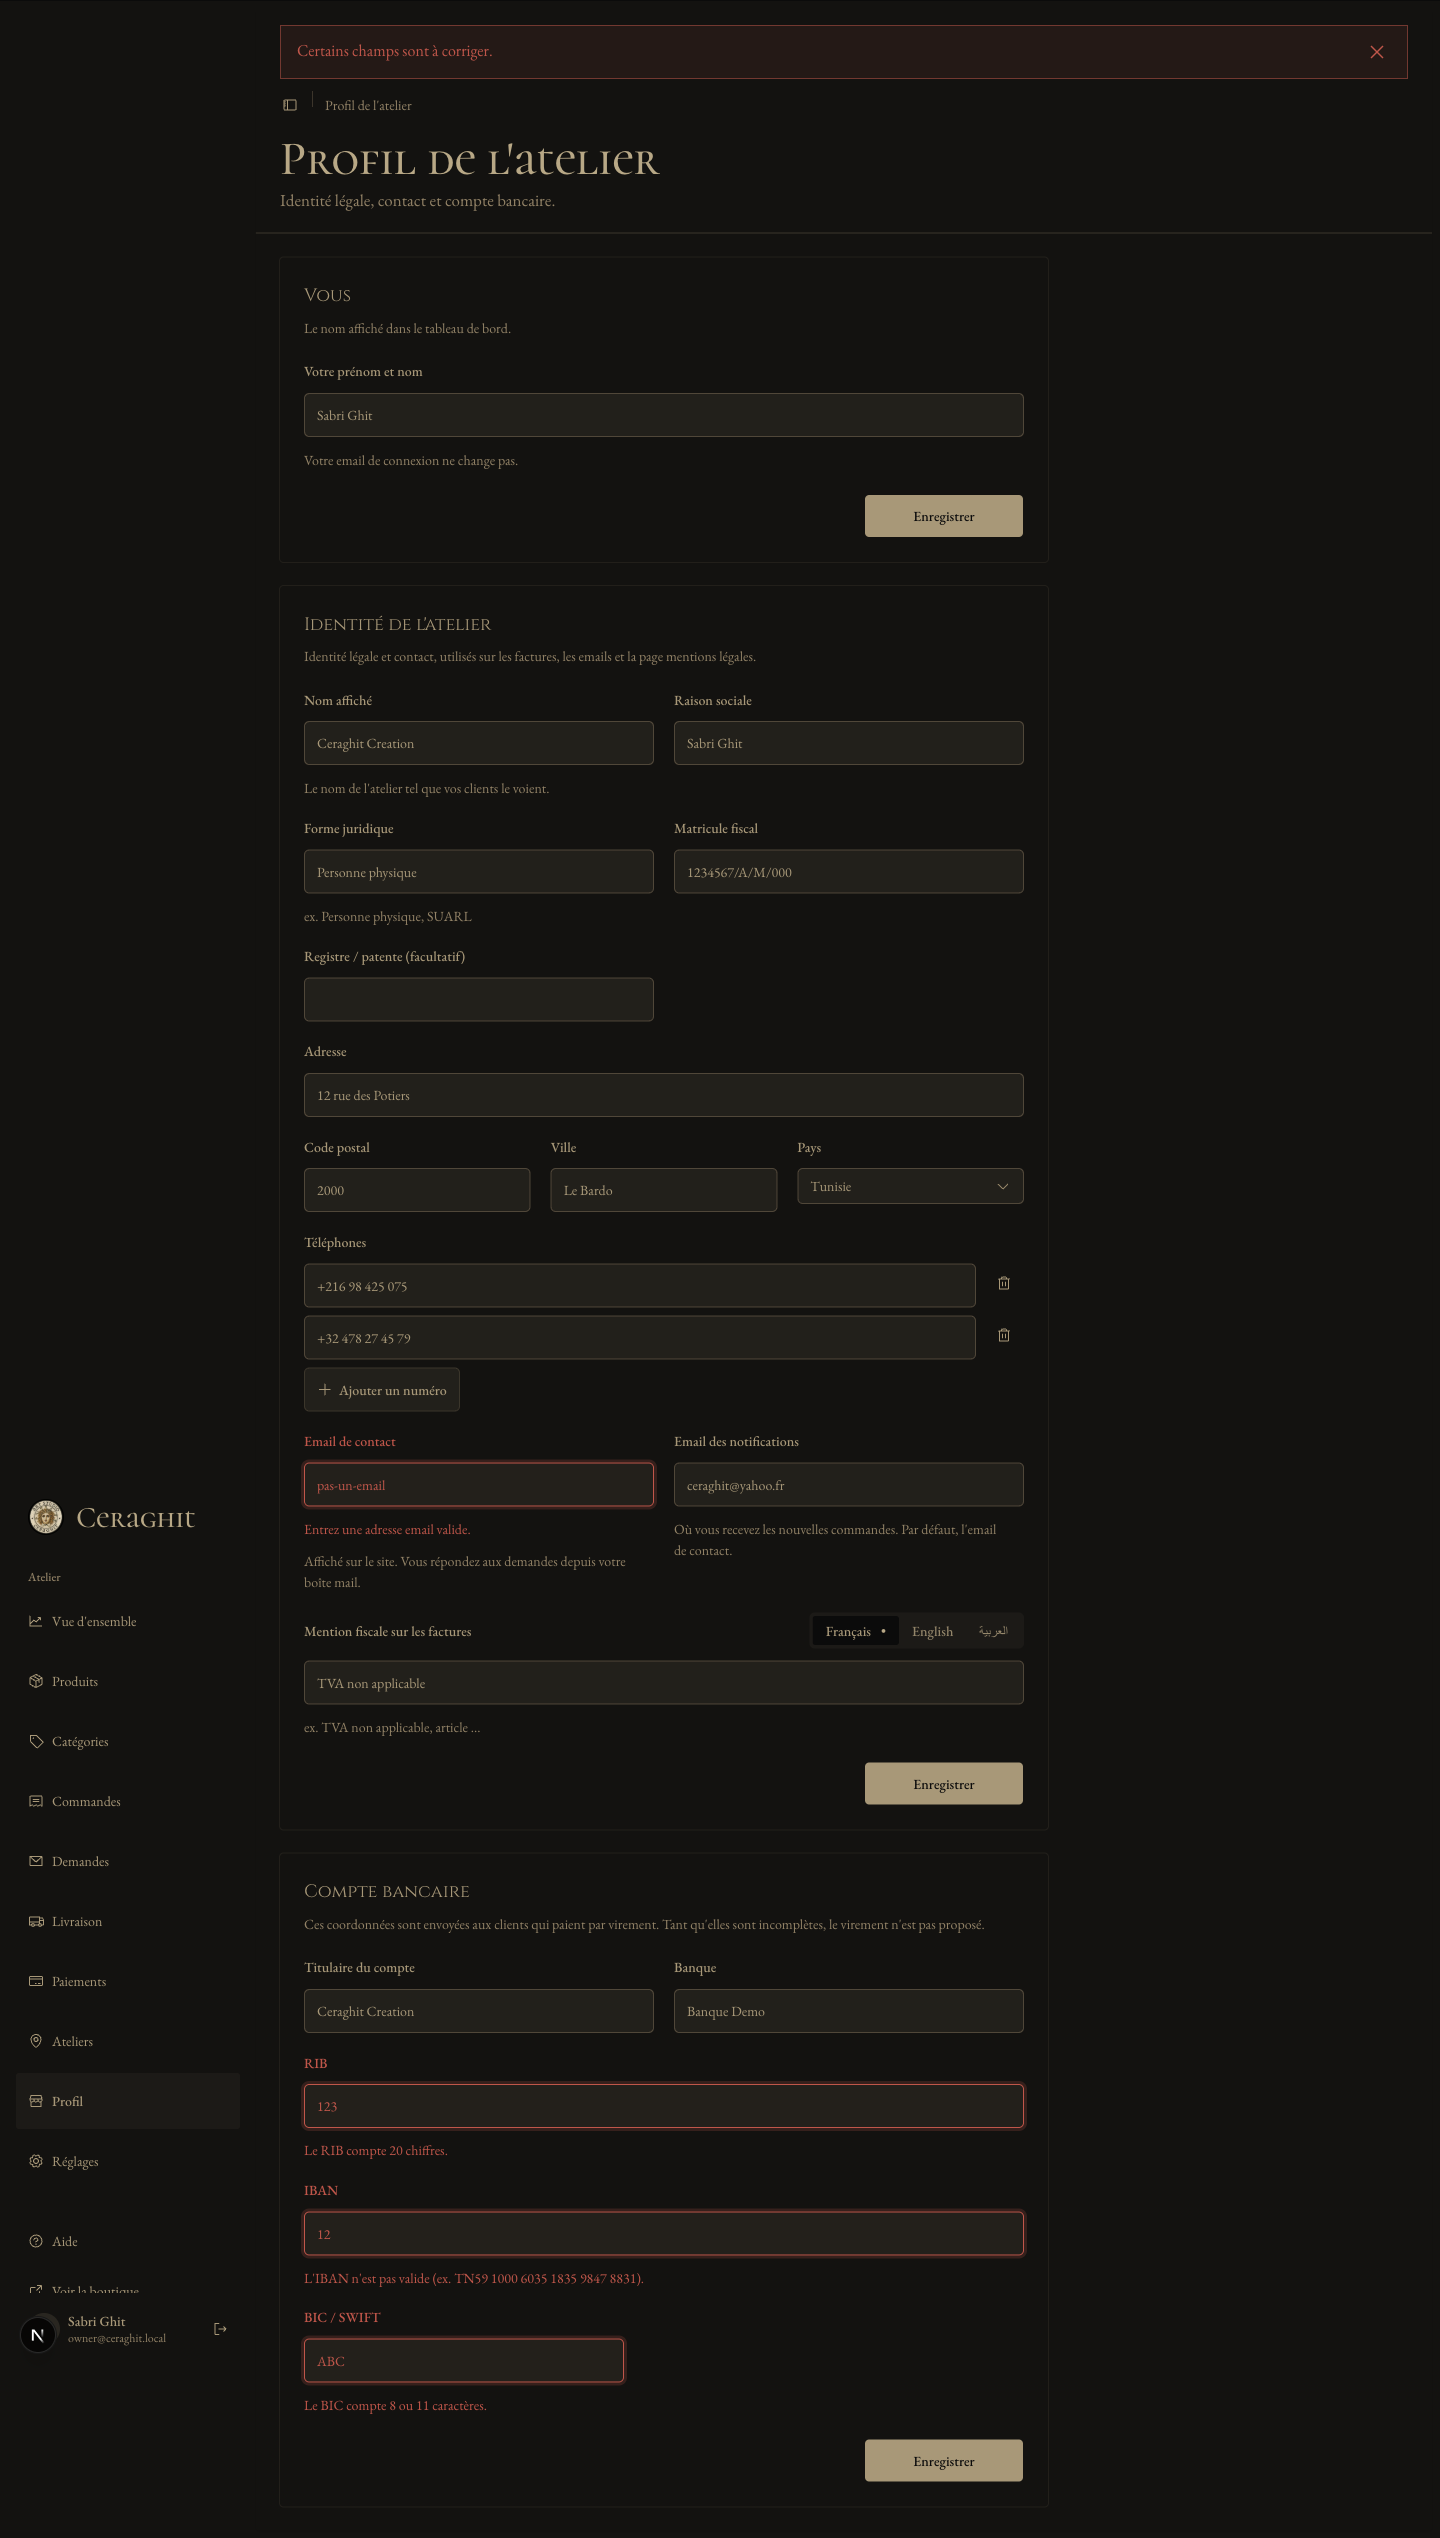 Certains champs sont à corriger.
Profil de l'atelier
Profil de l'atelier
Identité légale, contact et compte bancaire.
Vous
Le nom affiché dans le tableau de bord.
Votre prénom et nom
Sabri Ghit
Votre email de connexion ne change pas.
Enregistrer
Identité de l'atelier
Identité légale et contact, utilisés sur les factures, les emails et la page mentions légales.
Nom affiché
Raison sociale
Ceraghit Creation
Sabri Ghit
Le nom de l'atelier tel que vos clients le voient.
Forme juridique
Matricule fiscal
Personne physique
1234567/A/M/000
ex. Personne physique, SUARL
Registre / patente (facultatif)
Adresse
12 rue des Potiers
Code postal
Ville
Pays
2000
Le Bardo
Tunisie
Téléphones
+216 98 425 075
+32 478 27 45 79
Ajouter un numéro
Email de contact
Email des notifications
pas-un-email
ceraghit@yahoo.fr
Entrez une adresse email valide.
Où vous recevez les nouvelles commandes. Par défaut, l'email
de contact.
Affiché sur le site. Vous répondez aux demandes depuis votre
boîte mail.
Mention fiscale sur les factures
Français •
English
العربية
TVA non applicable
ex. TVA non applicable, article ...
Enregistrer
Compte bancaire
Ces coordonnées sont envoyées aux clients qui paient par virement. Tant qu'elles sont incomplètes, le virement n'est pas proposé.
Titulaire du compte
Banque
Ceraghit Creation
Banque Demo
RIB
123
Le RIB compte 20 chiffres.
IBAN
12
L'IBAN n'est pas valide (ex. TN59 1000 6035 1835 9847 8831).
BIC / SWIFT
ABC
Le BIC compte 8 ou 11 caractères.
Enregistrer
Ceraghit
Atelier
Vue d'ensemble
Produits
Catégories
Commandes
Demandes
Livraison
Paiements
Ateliers
Profil
Réglages
Aide
Voir la boutique
N
Sabri Ghit
owner@ceraghit.local